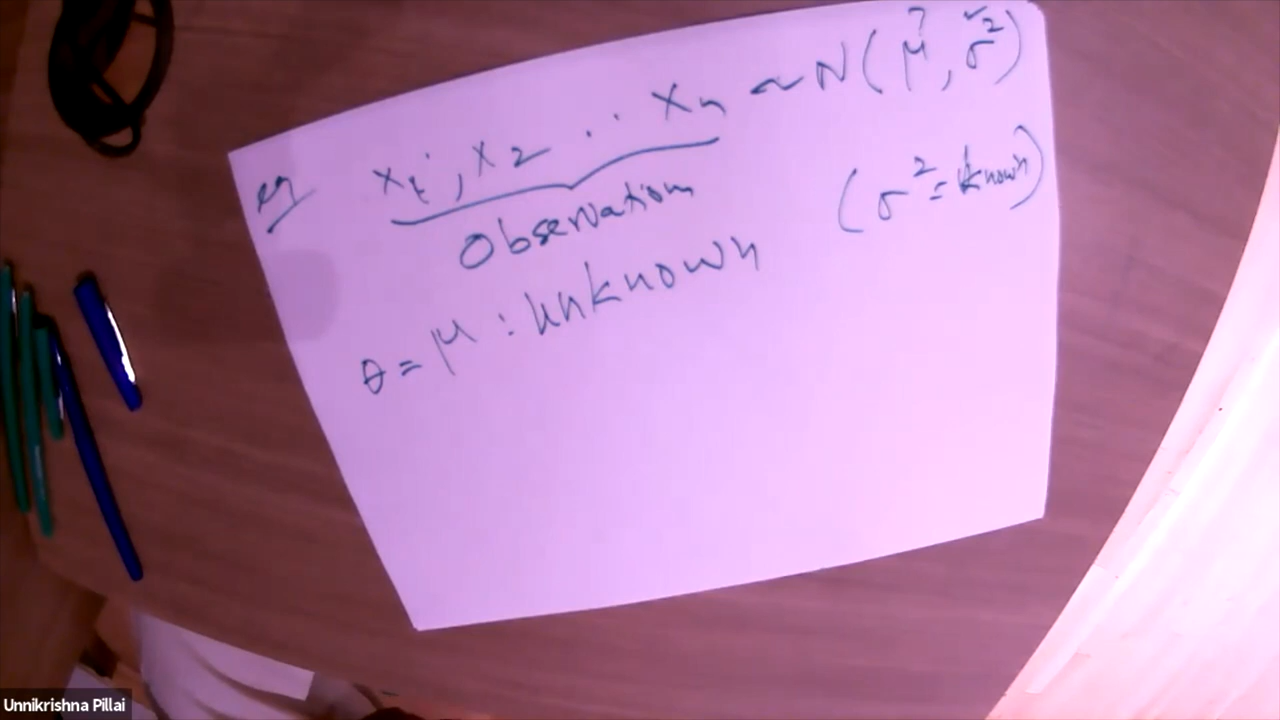 eg X₁, X₂ . . Xₙ ~ N(μ, σ²)
Observation
(σ² = known)
θ = μ : unknown
Unnikrishna Pillai